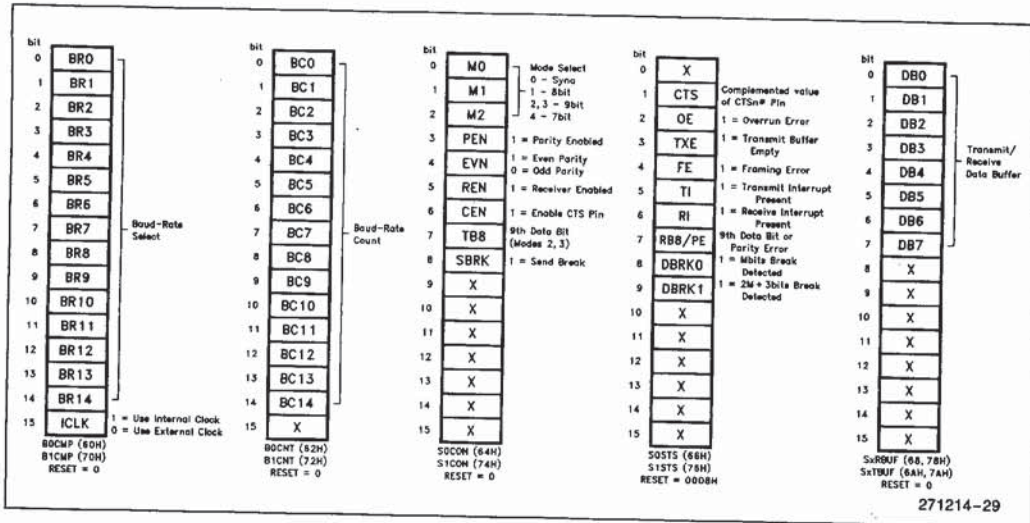 bit
0 BR0
1 BR1
2 BR2
3 BR3
4 BR4
5 BR5
6 BR6
7 BR7
8 BR8
9 BR9
10 BR10
11 BR11
12 BR12
13 BR13
14 BR14
15 ICLK
Baud-Rate
Select
1 = Use Internal Clock
0 = Use External Clock
B0CMP (60H)
B1CMP (70H)
RESET = 0
bit
0 BC0
1 BC1
2 BC2
3 BC3
4 BC4
5 BC5
6 BC6
7 BC7
8 BC8
9 BC9
10 BC10
11 BC11
12 BC12
13 BC13
14 BC14
15 X
Baud-Rate
Count
B0CNT (62H)
B1CNT (72H)
RESET = 0
bit
0 M0
1 M1
2 M2
Mode Select
0 - Sync
1 - 8bit
2, 3 - 9bit
4 - 7bit
3 PEN 1 = Parity Enabled
4 EVN 1 = Even Parity
0 = Odd Parity
5 REN 1 = Receiver Enabled
6 CEN 1 = Enable CTS Pin
7 TB8 9th Data Bit
(Modes 2, 3)
8 SBRK 1 = Send Break
9 X
10 X
11 X
12 X
13 X
14 X
15 X
S0CON (64H)
S1CON (74H)
RESET = 0
bit
0 X
1 CTS Complemented value
of CTSn# Pin
2 OE 1 = Overrun Error
3 TXE 1 = Transmit Buffer
Empty
4 FE 1 = Framing Error
5 TI 1 = Transmit Interrupt
Present
6 RI 1 = Receive Interrupt
Present
7 RB8/PE 9th Data Bit or
Parity Error
8 DBRK0 1 = Mbits Break
Detected
9 DBRK1 1 = 2M + 3bits Break
Detected
10 X
11 X
12 X
13 X
14 X
15 X
S0STS (66H)
S1STS (76H)
RESET = 0008H
bit
0 DB0
1 DB1
2 DB2
3 DB3
4 DB4
5 DB5
6 DB6
7 DB7
8 X
9 X
10 X
11 X
12 X
13 X
14 X
15 X
Transmit/
Receive
Data Buffer
SxRBUF (68, 78H)
SxTBUF (6AH, 7AH)
RESET = 0
271214-29